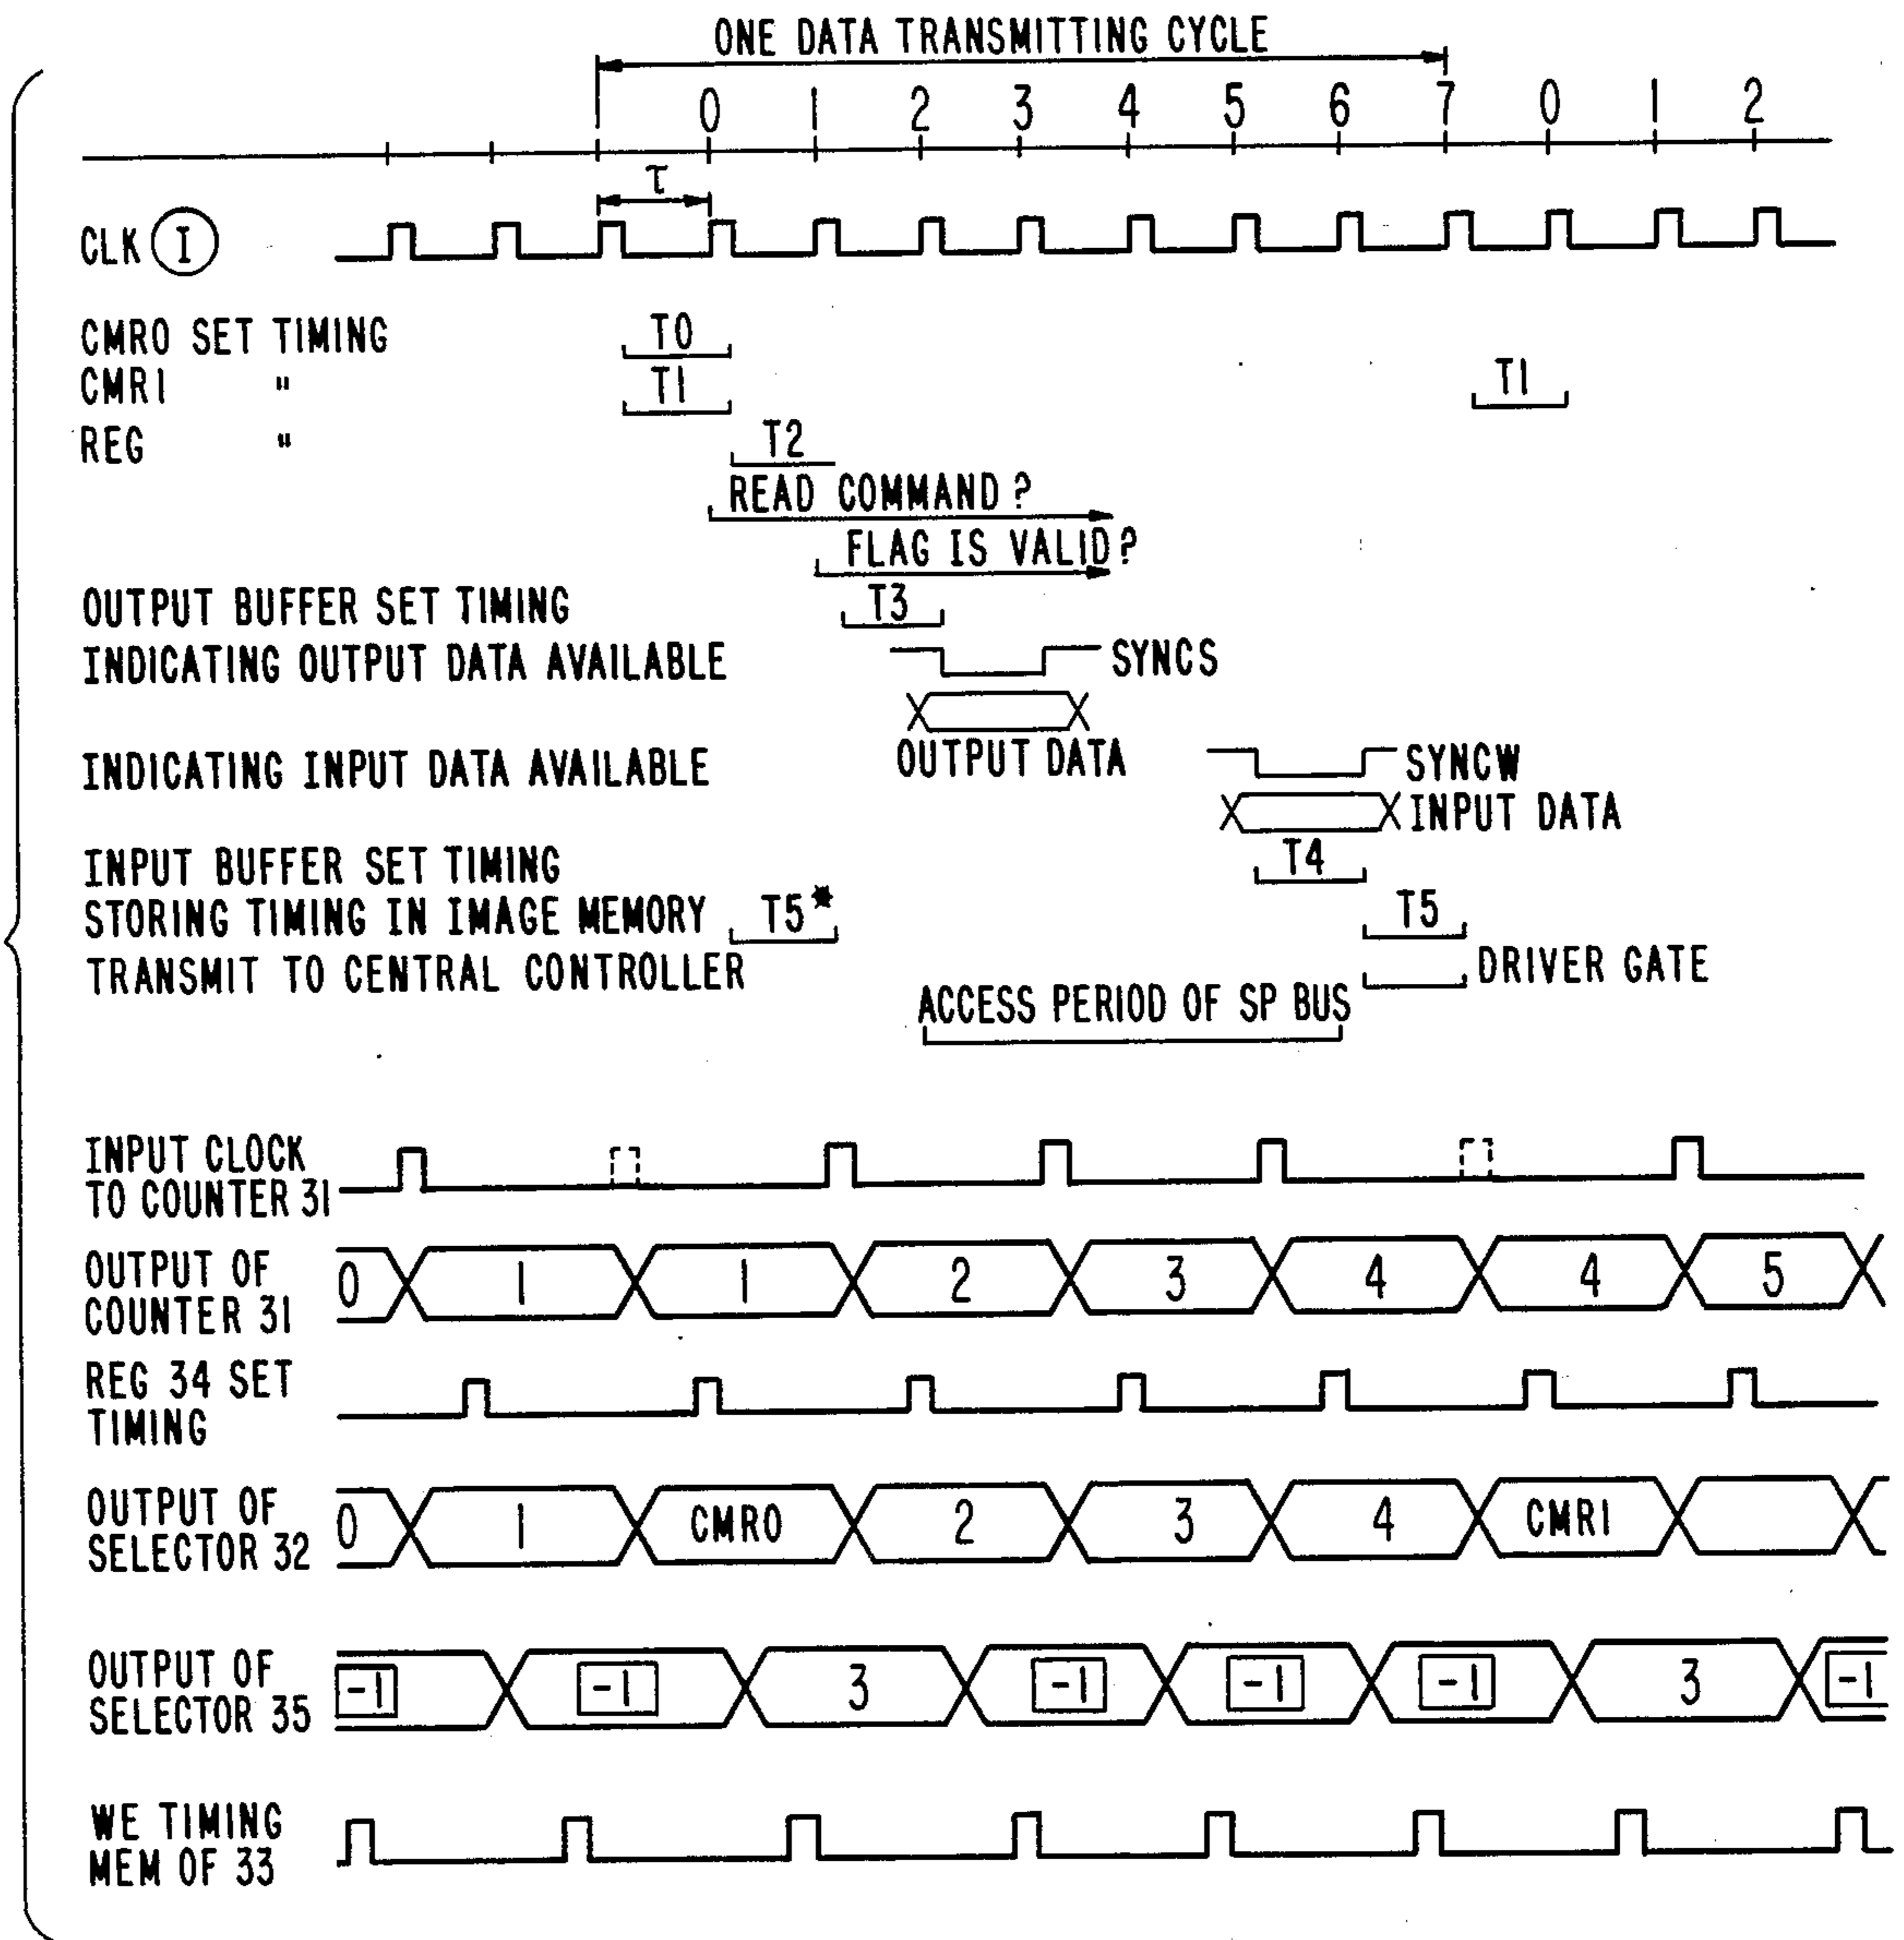 ONE DATA TRANSMITTING CYCLE
0 1 2 3 4 5 6 7 0 1 2
τ
CLK I
CMR0 SET TIMING T0
CMR1 " T1 T1
REG " T2
READ COMMAND?
FLAG IS VALID?
OUTPUT BUFFER SET TIMING T3
INDICATING OUTPUT DATA AVAILABLE SYNCS
OUTPUT DATA
INDICATING INPUT DATA AVAILABLE SYNCW
INPUT DATA
INPUT BUFFER SET TIMING T4
STORING TIMING IN IMAGE MEMORY T5* T5
TRANSMIT TO CENTRAL CONTROLLER DRIVER GATE
ACCESS PERIOD OF SP BUS
INPUT CLOCK
TO COUNTER 31
OUTPUT OF
COUNTER 31
0 1 1 2 3 4 4 5
REG 34 SET
TIMING
OUTPUT OF
SELECTOR 32
0 1 CMR0 2 3 4 CMR1
OUTPUT OF
SELECTOR 35
-1 -1 3 -1 -1 -1 3 -1
WE TIMING
MEM OF 33